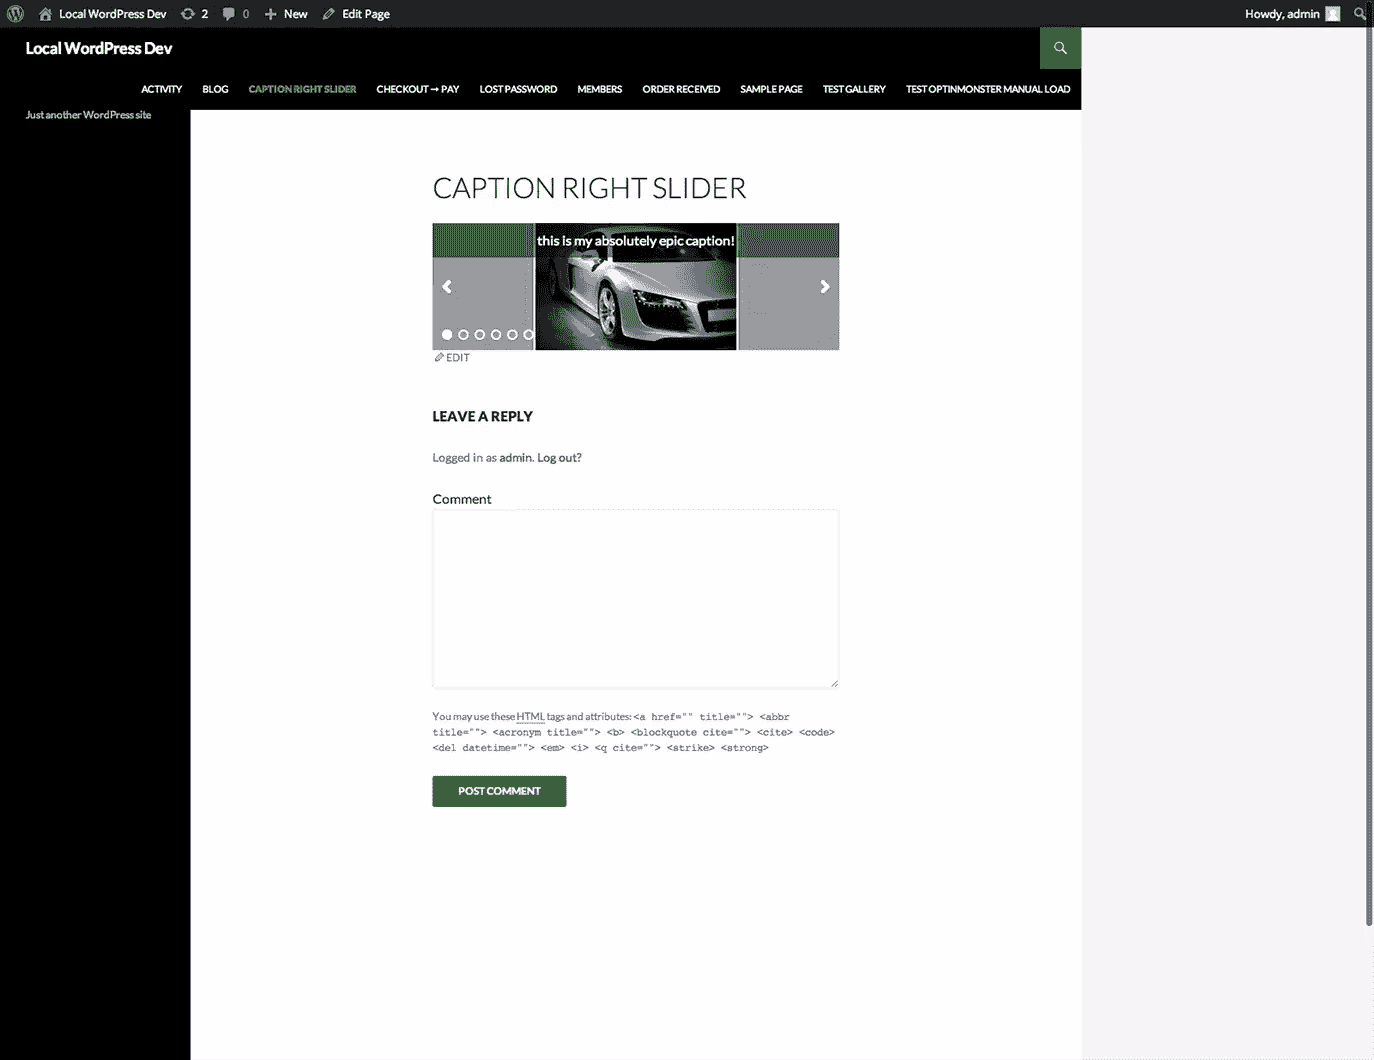 Local WordPress Dev 2 0 New Edit Page Howdy, admin
Local WordPress Dev
ACTIVITY BLOG CAPTION RIGHT SLIDER CHECKOUT → PAY LOST PASSWORD MEMBERS ORDER RECEIVED SAMPLE PAGE TEST GALLERY TEST OPTINMONSTER MANUAL LOAD
Just another WordPress site
CAPTION RIGHT SLIDER
this is my absolutely epic caption!
EDIT
LEAVE A REPLY
Logged in as admin. Log out?
Comment
You may use these HTML tags and attributes: <a href="" title=""> <abbr
title=""> <acronym title=""> <b> <blockquote cite=""> <cite> <code>
<del datetime=""> <em> <i> <q cite=""> <strike> <strong>
POST COMMENT